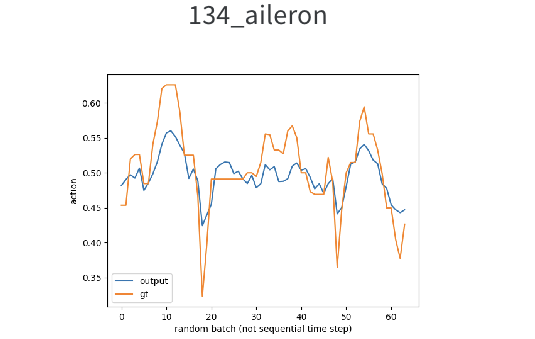 134_aileron
0.60
0.55
0.50
0.45
0.40
0.35
action
output
gt
0 10 20 30 40 50 60
random batch (not sequential time step)